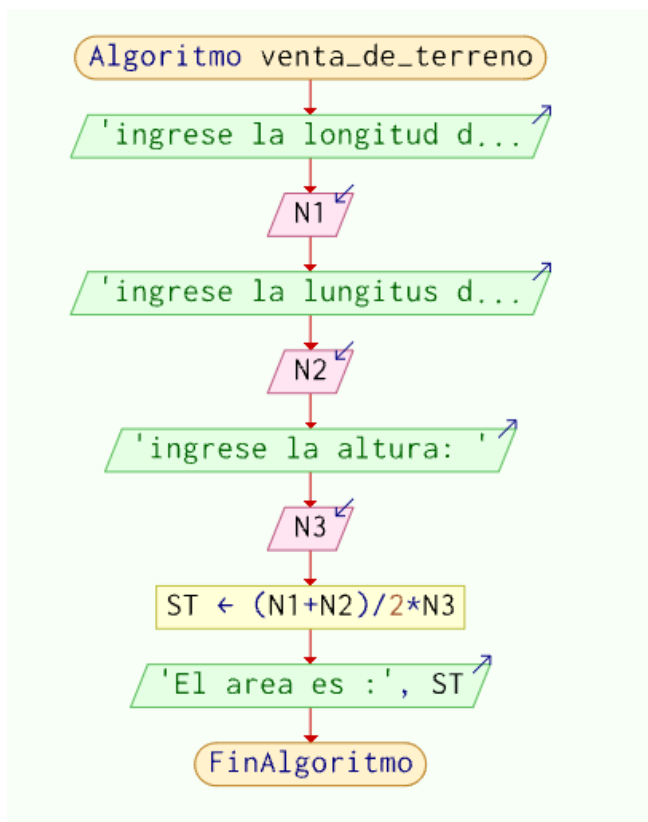 Algoritmo venta_de_terreno
'ingrese la longitud d...
N1
'ingrese la lungitus d...
N2
'ingrese la altura: '
N3
ST ← (N1+N2)/2*N3
'El area es :', ST
FinAlgoritmo